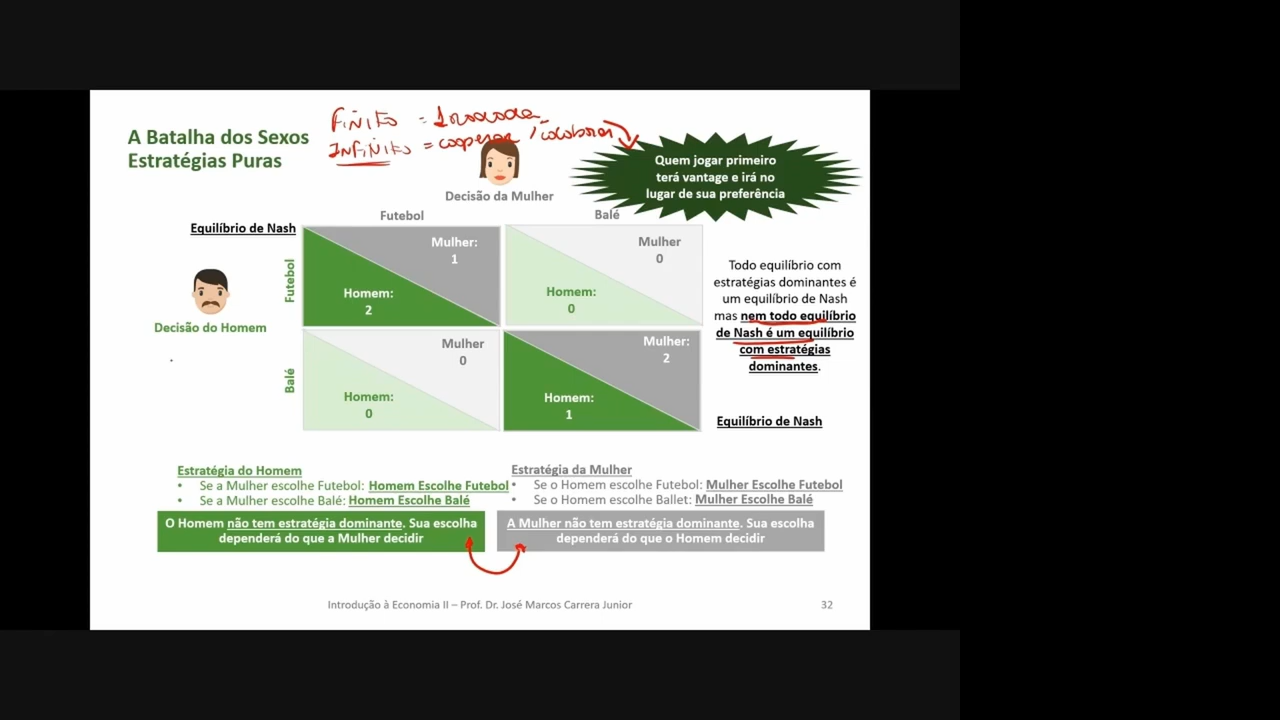 A Batalha dos Sexos
Estratégias Puras
FINITO = 1 rodada
INFINITO = cooperar / colaborar
Quem jogar primeiro
terá vantage e irá no
lugar de sua preferência
Decisão da Mulher
Futebol
Balé
Equilíbrio de Nash
Futebol
Mulher:
1
Homem:
2
Mulher
0
Homem:
0
Decisão do Homem
Balé
Mulher
0
Homem:
0
Mulher:
2
Homem:
1
Todo equilíbrio com
estratégias dominantes é
um equilíbrio de Nash
mas nem todo equilíbrio
de Nash é um equilíbrio
com estratégias
dominantes.
Equilíbrio de Nash
Estratégia do Homem
• Se a Mulher escolhe Futebol: Homem Escolhe Futebol
• Se a Mulher escolhe Balé: Homem Escolhe Balé
O Homem não tem estratégia dominante. Sua escolha
dependerá do que a Mulher decidir
Estratégia da Mulher
• Se o Homem escolhe Futebol: Mulher Escolhe Futebol
• Se o Homem escolhe Ballet: Mulher Escolhe Balé
A Mulher não tem estratégia dominante. Sua escolha
dependerá do que o Homem decidir
Introdução à Economia II – Prof. Dr. José Marcos Carrera Junior
32